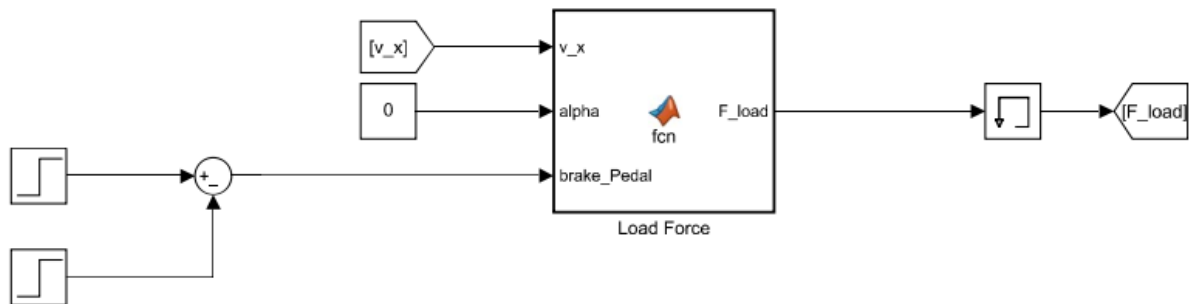 [v_x]
v_x
0
alpha
F_load
[F_load]
fcn
+
-
brake_Pedal
Load Force